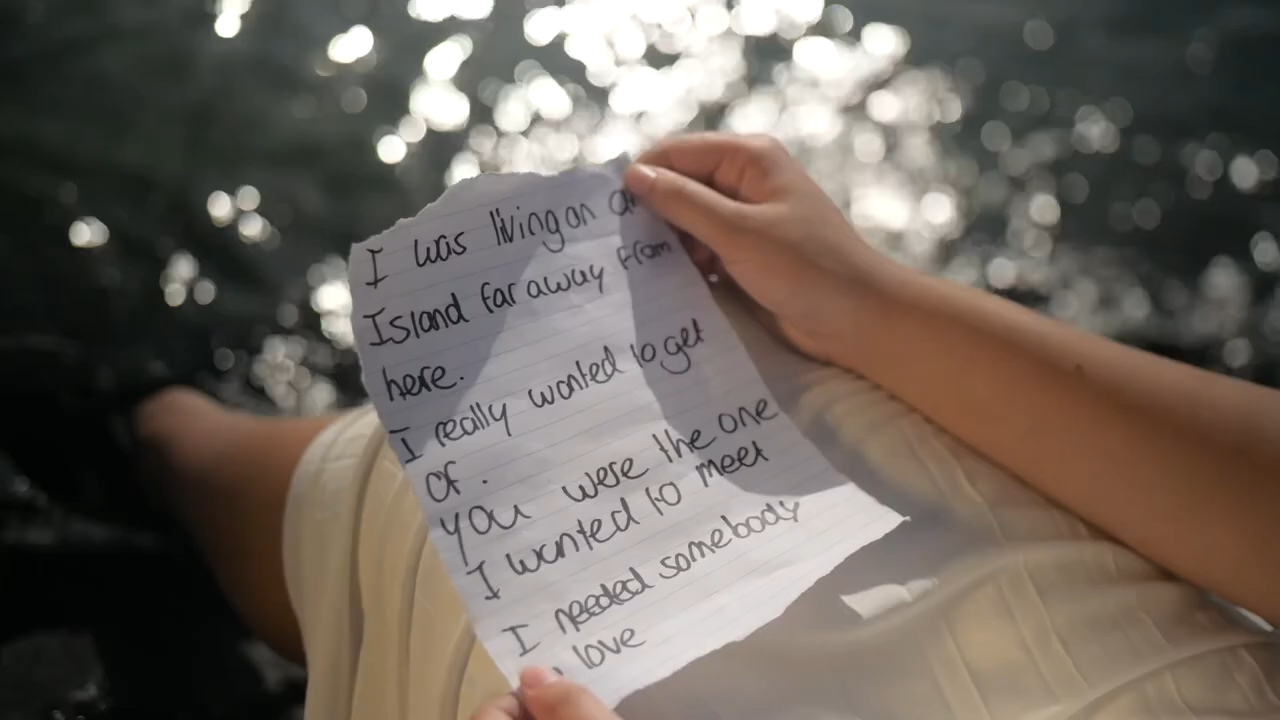 I was living on an
Island far away from
here.
I really wanted to get
of.
you were the one
I wanted to meet
I needed somebody
love